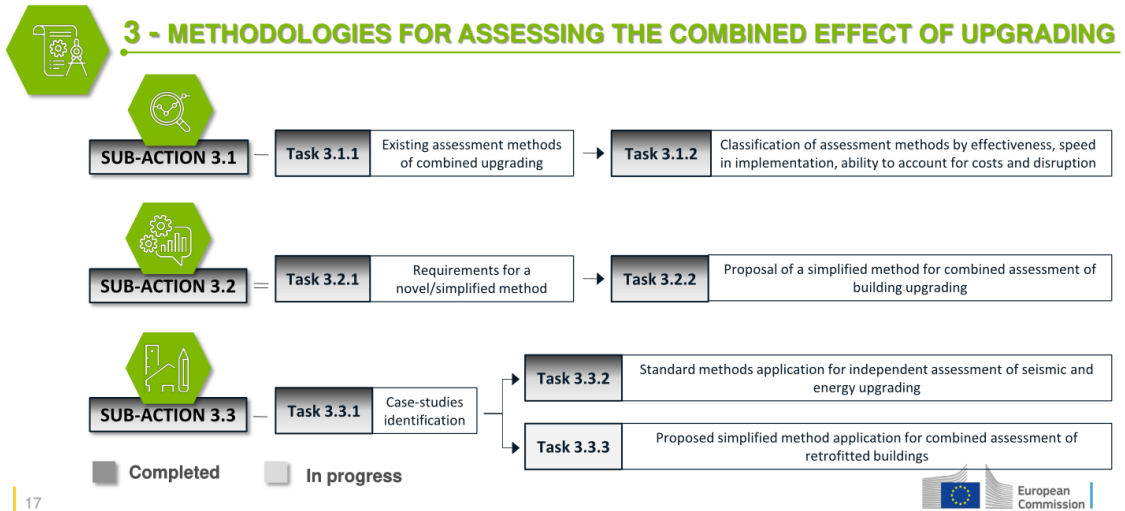 3 - METHODOLOGIES FOR ASSESSING THE COMBINED EFFECT OF UPGRADING
SUB-ACTION 3.1
Task 3.1.1
Existing assessment methods
of combined upgrading
Task 3.1.2
Classification of assessment methods by effectiveness, speed
in implementation, ability to account for costs and disruption
SUB-ACTION 3.2
Task 3.2.1
Requirements for a
novel/simplified method
Task 3.2.2
Proposal of a simplified method for combined assessment of
building upgrading
SUB-ACTION 3.3
Task 3.3.1
Case-studies
identification
Task 3.3.2
Standard methods application for independent assessment of seismic and
energy upgrading
Task 3.3.3
Proposed simplified method application for combined assessment of
retrofitted buildings
Completed
In progress
17
European
Commission